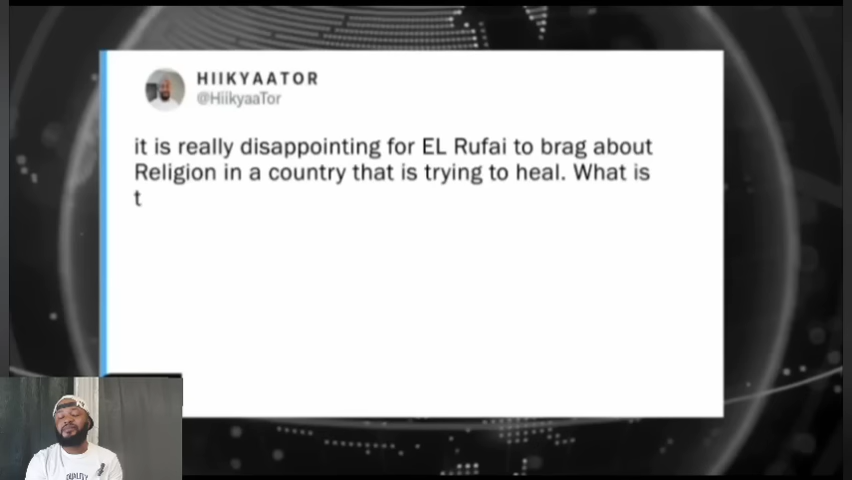 HIIKYAATOR
@HiikyaaTor
it is really disappointing for EL Rufai to brag about
Religion in a country that is trying to heal. What is
t
QUALITY